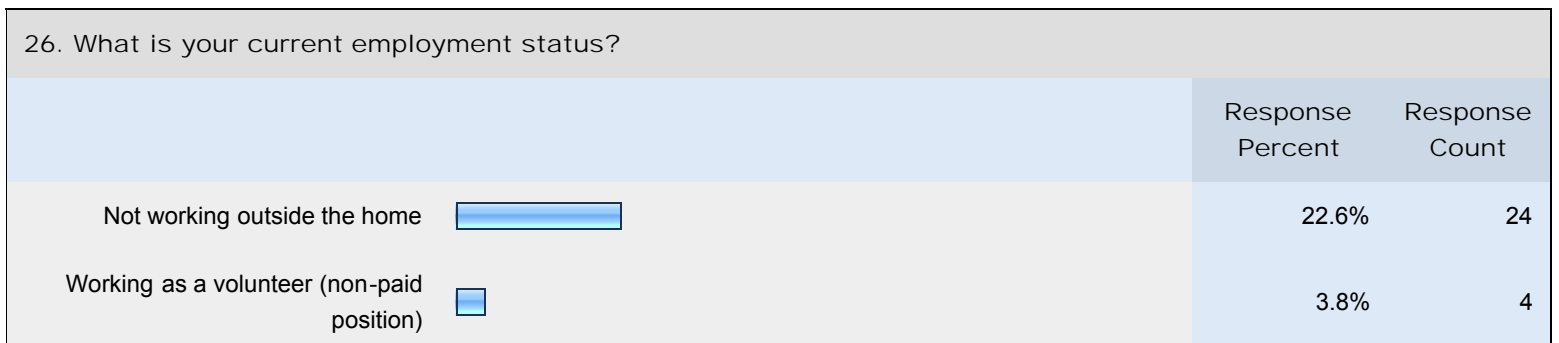 26. What is your current employment status?
Response Percent
Response Count
Not working outside the home 22.6% 24
Working as a volunteer (non-paid
position) 3.8% 4